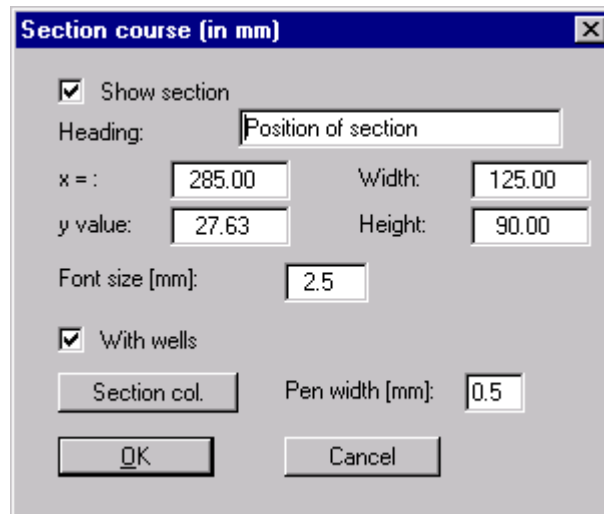 Section course (in mm)
Show section
Heading: Position of section
x = : 285.00 Width: 125.00
y value: 27.63 Height: 90.00
Font size [mm]: 2.5
With wells
Section col. Pen width [mm]: 0.5
OK Cancel